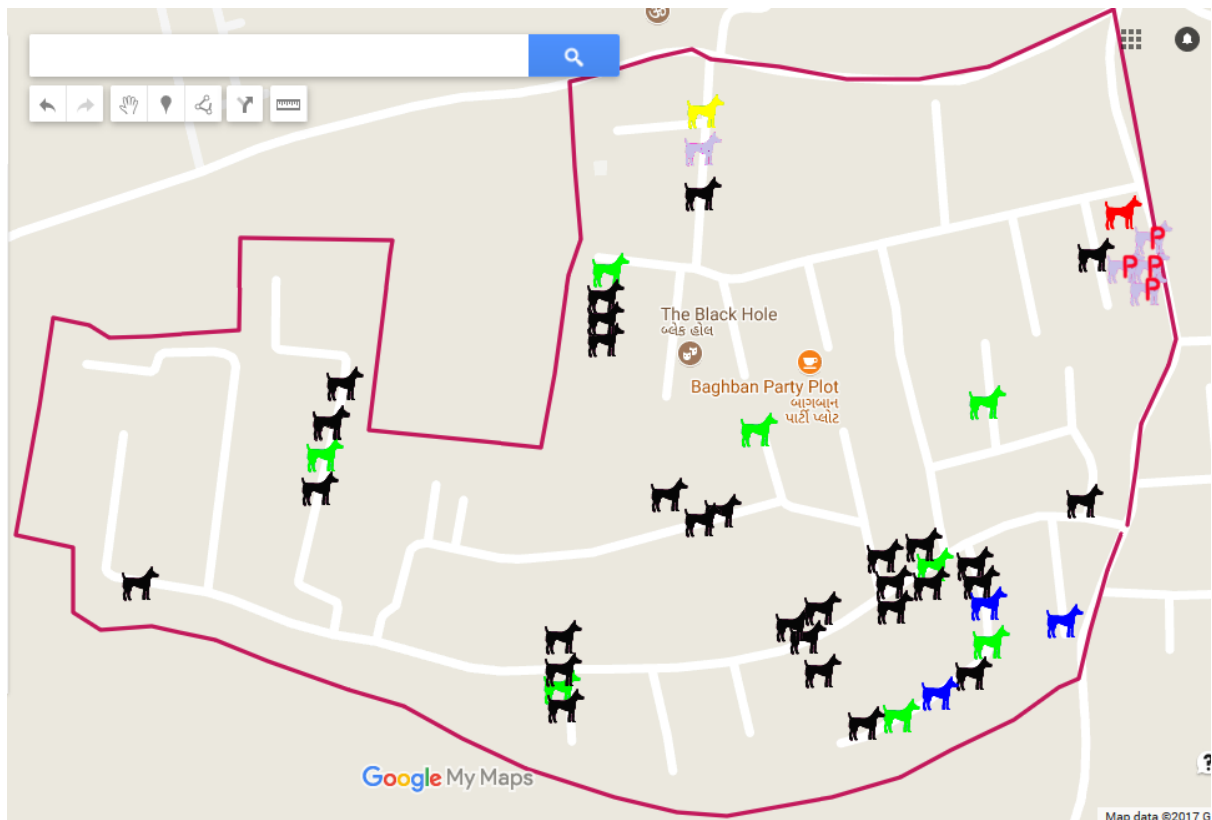 The Black Hole
બ્લેક હોલ
Baghban Party Plot
બાગબાન
પાર્ટી પ્લોટ
P
P
P
P
Google My Maps
?
Map data ©2017 G